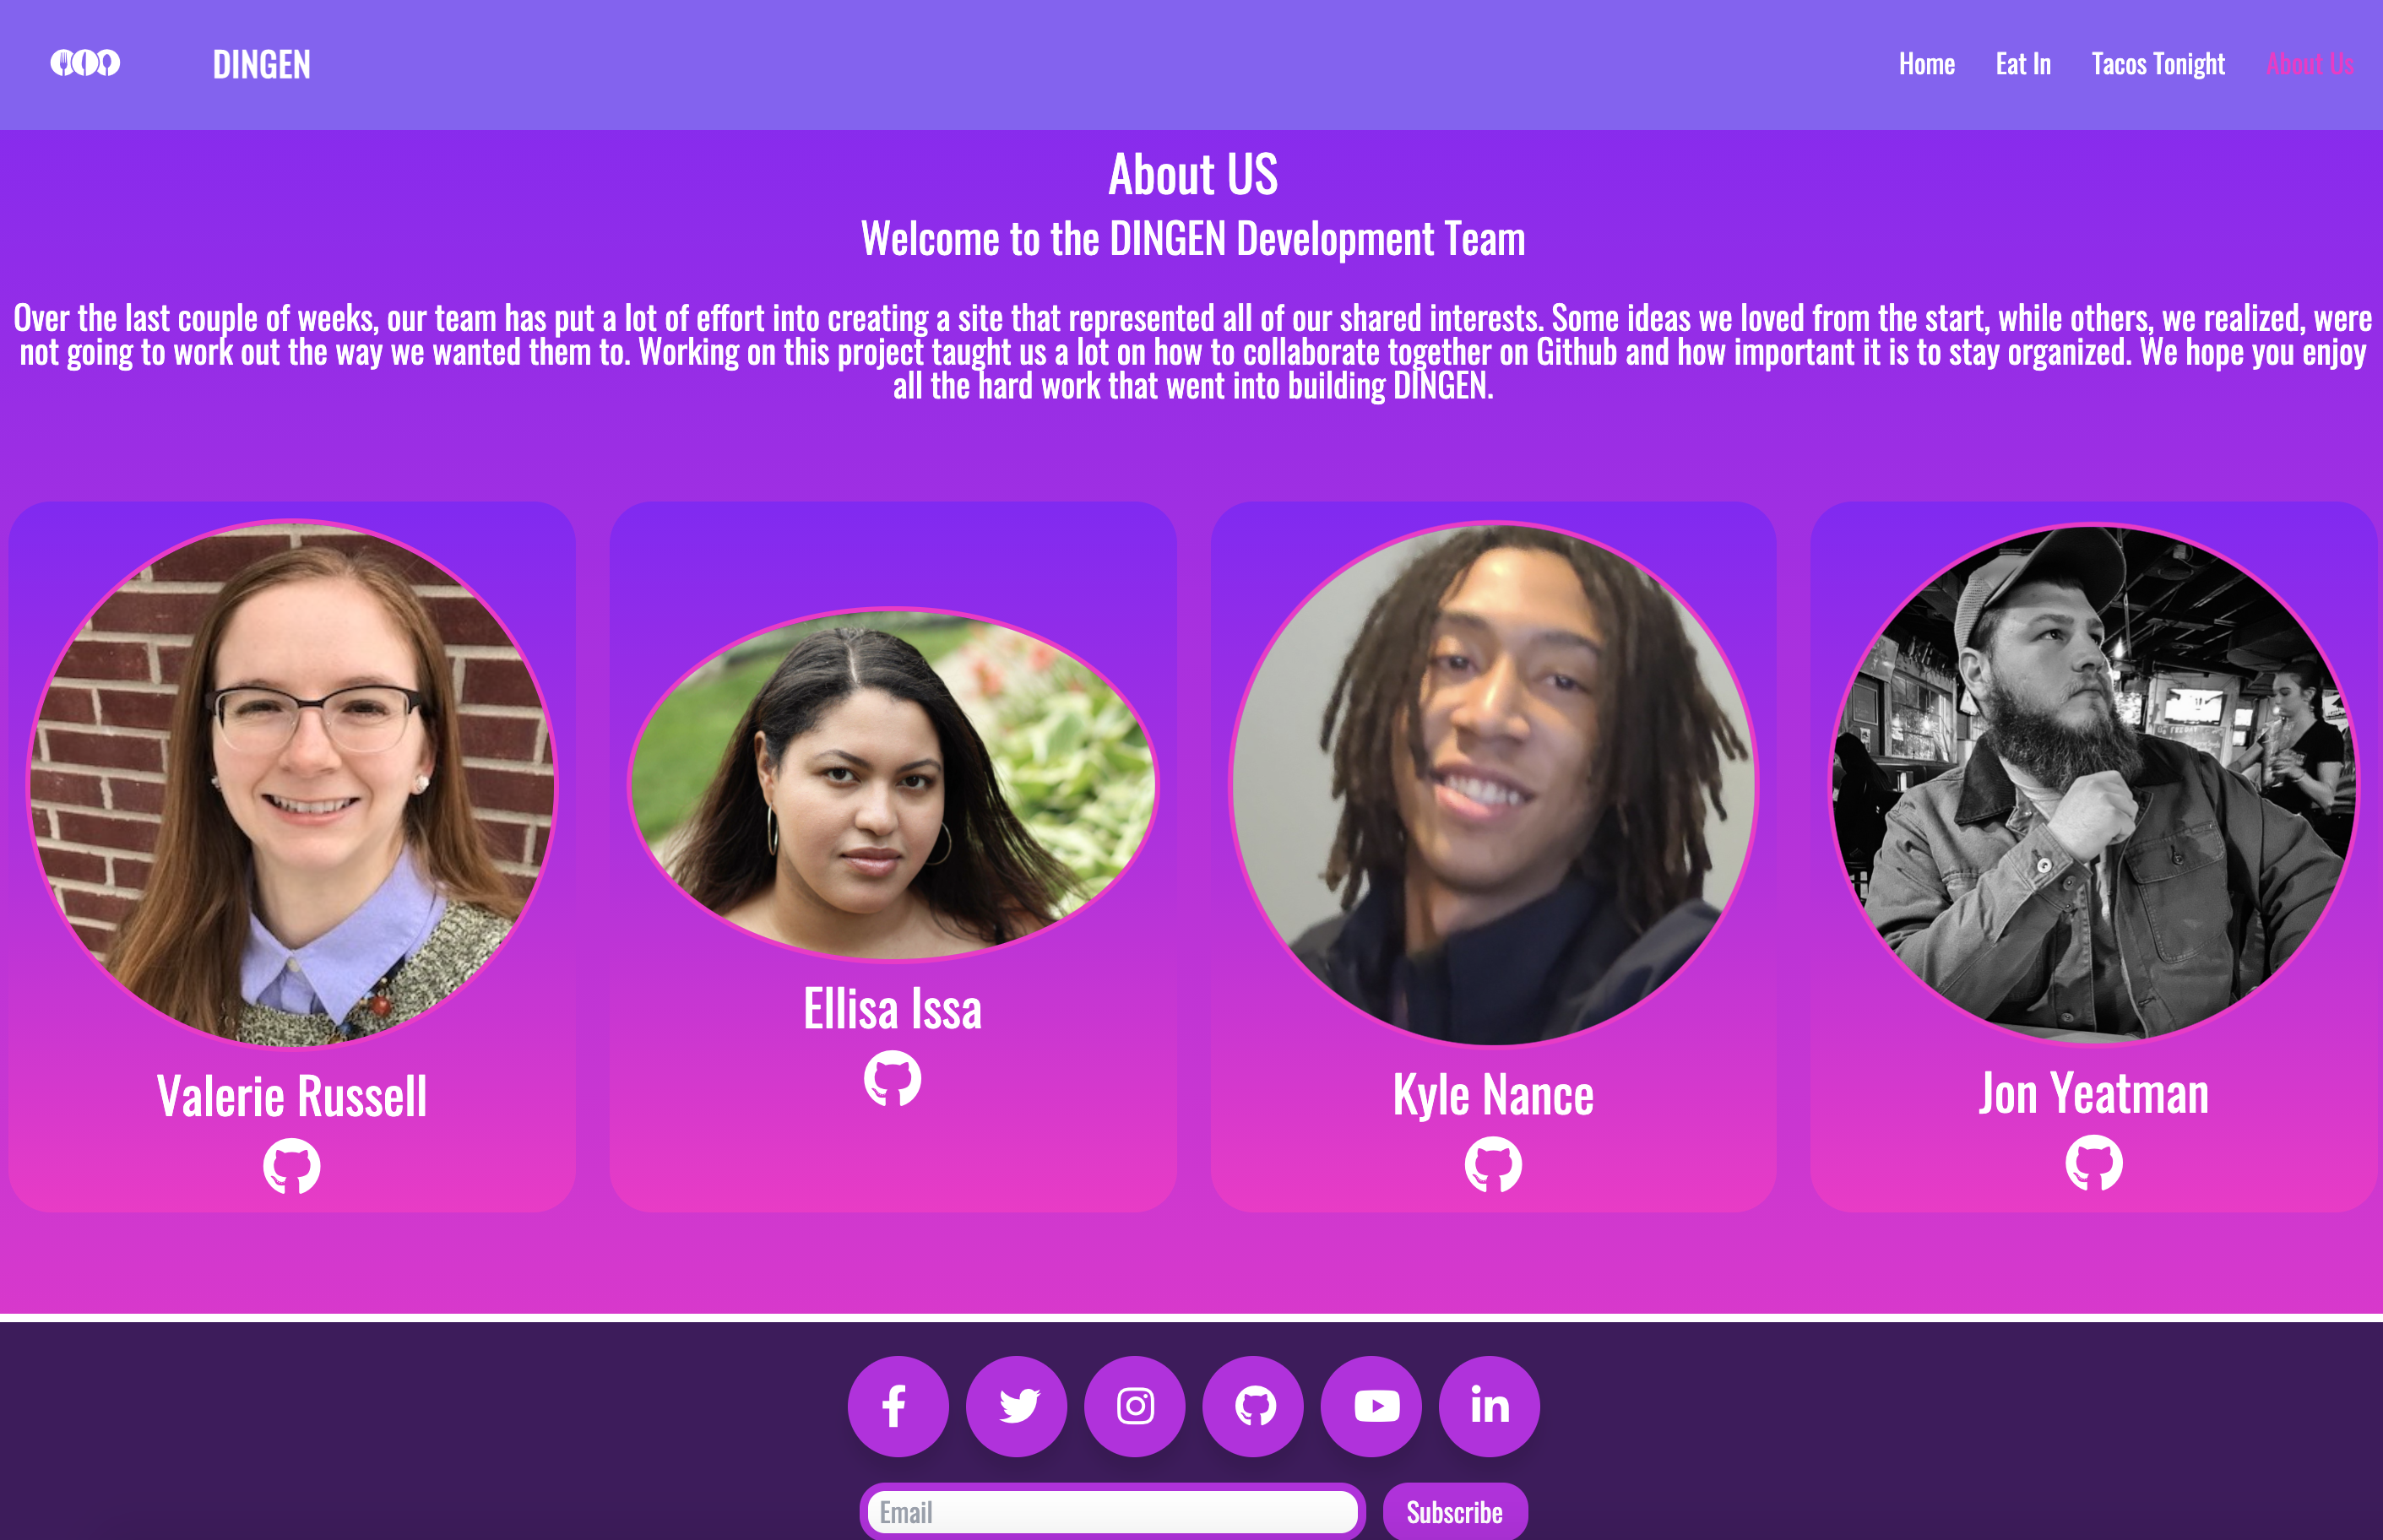 DINGEN
Home
Eat In
Tacos Tonight
About Us
About US
Welcome to the DINGEN Development Team
Over the last couple of weeks, our team has put a lot of effort into creating a site that represented all of our shared interests. Some ideas we loved from the start, while others, we realized, were
not going to work out the way we wanted them to. Working on this project taught us a lot on how to collaborate together on Github and how important it is to stay organized. We hope you enjoy
all the hard work that went into building DINGEN.
Valerie Russell
Ellisa Issa
Kyle Nance
Jon Yeatman
Email
Subscribe